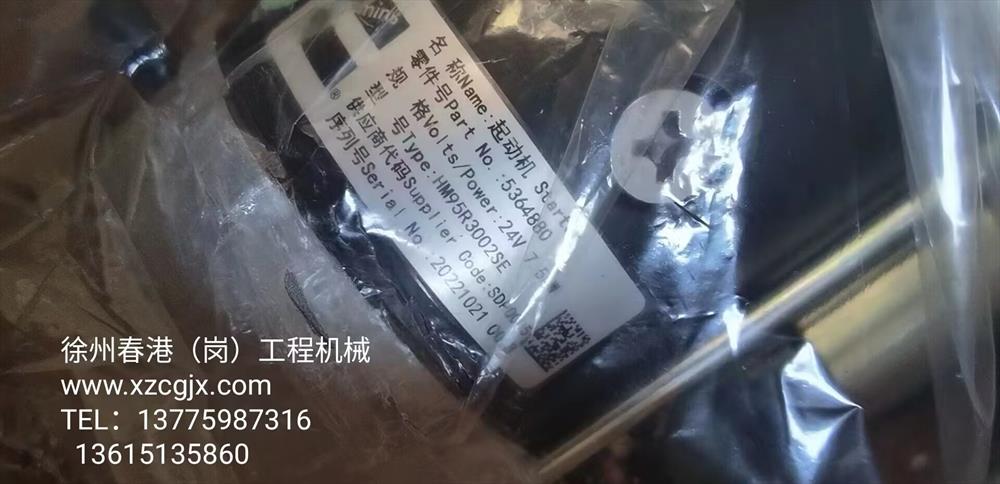 名 称Name:起动机 Start
零件号Part No.:5364880
规 格Volts/Power:24V 7.5
型 号Type:HM95R3002SE
供应商代码Supplier Code:
序列号Serial No.:20221021
®
徐州春港（岗）工程机械
www.xzcgjx.com
TEL：13775987316
13615135860